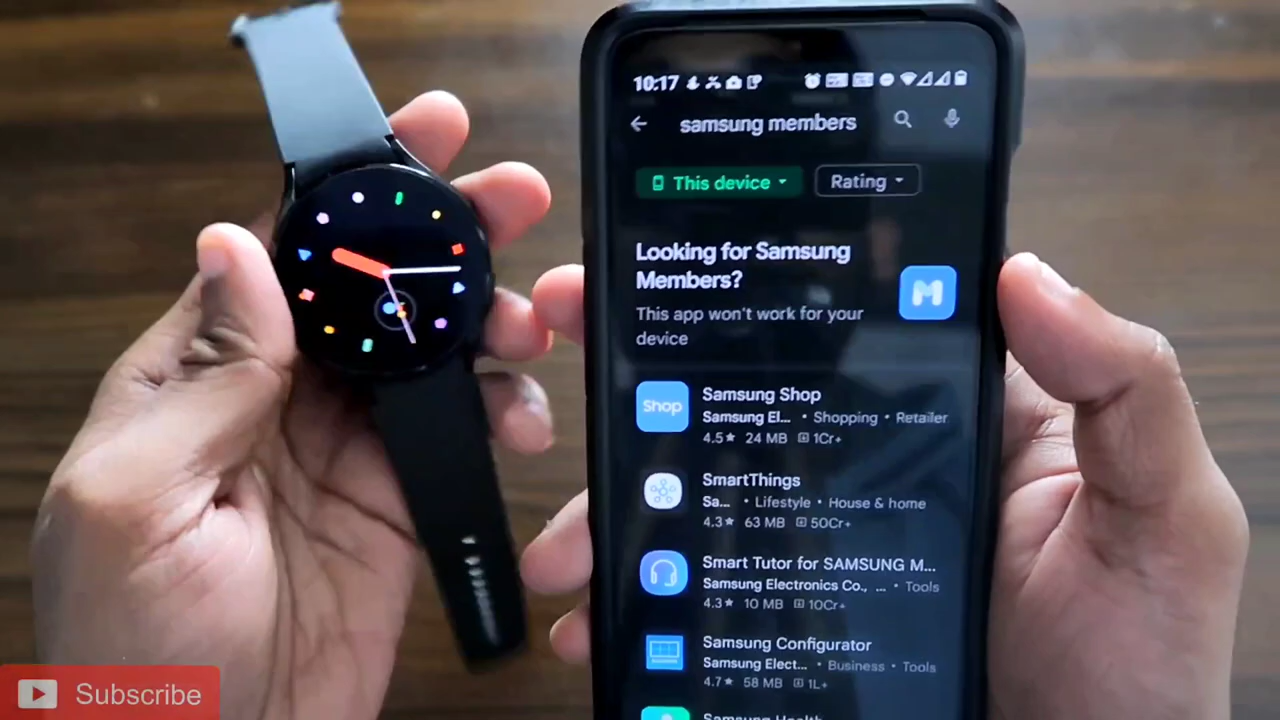 10:17
samsung members
This device
Rating
Looking for Samsung
Members?
This app won't work for your
device
Shop
Samsung Shop
Samsung El... • Shopping • Retailer
4.5★ 24 MB 1Cr+
SmartThings
Sa... • Lifestyle • House & home
4.3★ 63 MB 50Cr+
Smart Tutor for SAMSUNG M...
Samsung Electronics Co., ... • Tools
4.3★ 10 MB 10Cr+
Samsung Configurator
Samsung Elect... • Business • Tools
4.7★ 58 MB 1L+
Samsung Health
Subscribe